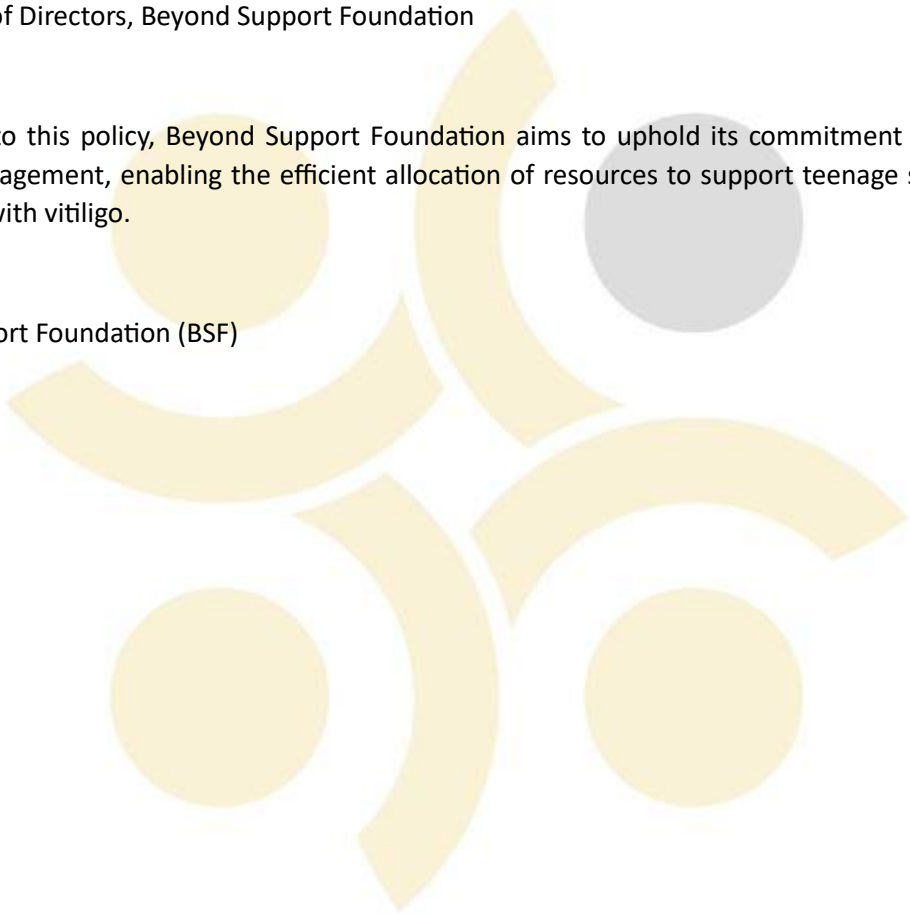 of Directors, Beyond Support Foundation
to this policy, Beyond Support Foundation aims to uphold its commitment
agement, enabling the efficient allocation of resources to support teenage s
with vitiligo.
ort Foundation (BSF)